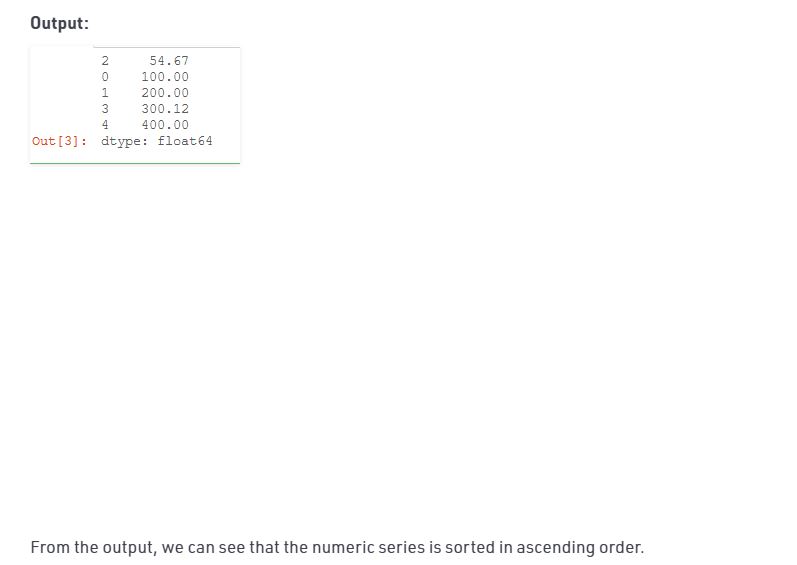 Output:
2 54.67
0 100.00
1 200.00
3 300.12
4 400.00
Out[3]: dtype: float64
From the output, we can see that the numeric series is sorted in ascending order.